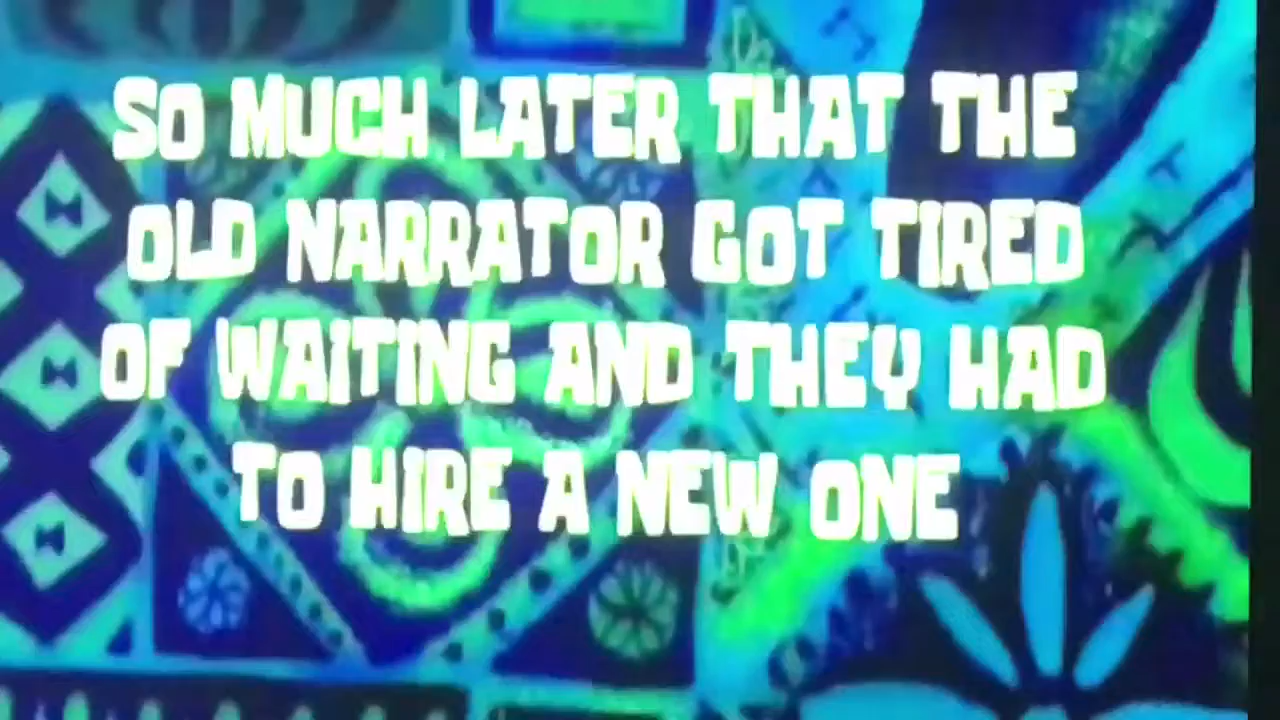 SO MUCH LATER THAT THE
OLD NARRATOR GOT TIRED
OF WAITING AND THEY HAD
TO HIRE A NEW ONE